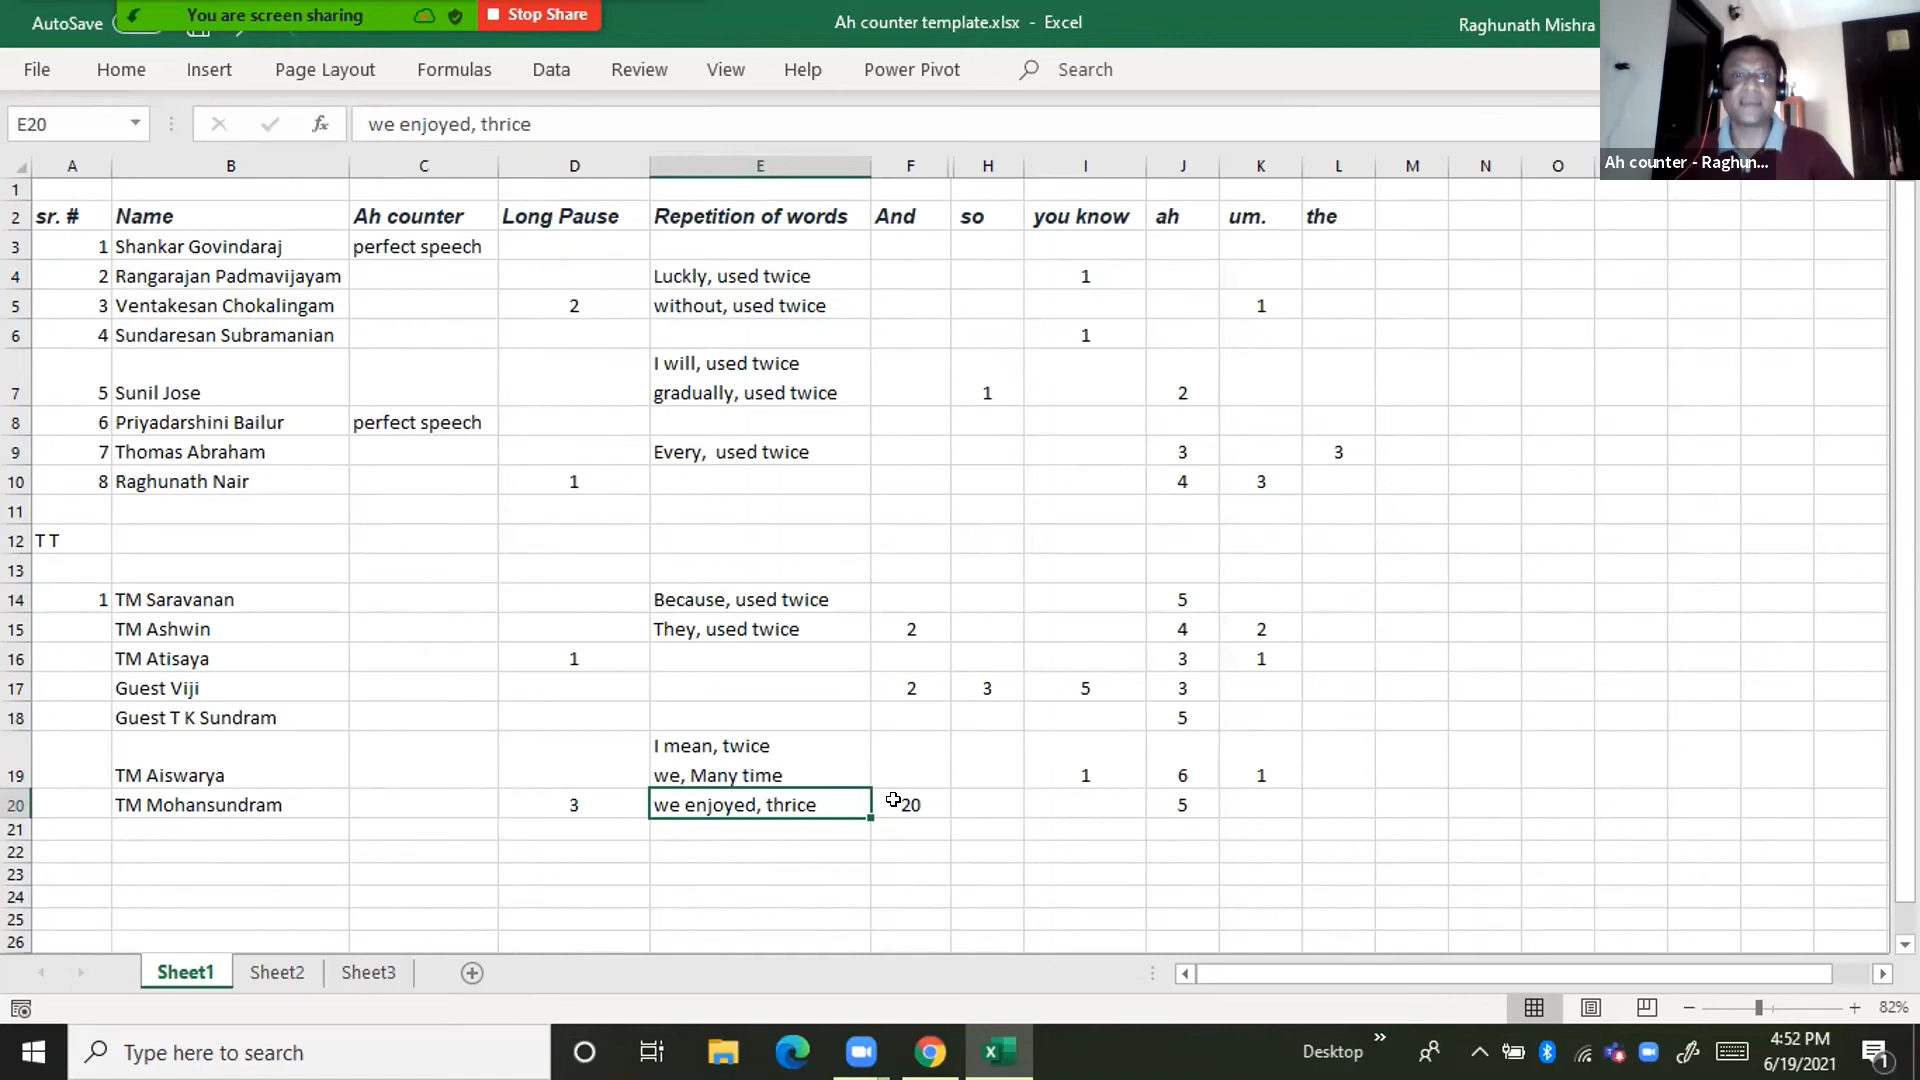 AutoSave You are screen sharing Stop Share Ah counter template.xlsx - Excel Raghunath Mishra
File Home Insert Page Layout Formulas Data Review View Help Power Pivot Search
E20 fx we enjoyed, thrice
Ah counter - Raghun...
A B C D E F H I J K L M N O
1
2 sr. # Name Ah counter Long Pause Repetition of words And so you know ah um. the
3 1 Shankar Govindaraj perfect speech
4 2 Rangarajan Padmavijayam Luckly, used twice 1
5 3 Ventakesan Chokalingam 2 without, used twice 1
6 4 Sundaresan Subramanian 1
I will, used twice
7 5 Sunil Jose gradually, used twice 1 2
8 6 Priyadarshini Bailur perfect speech
9 7 Thomas Abraham Every, used twice 3 3
10 8 Raghunath Nair 1 4 3
11
12 T T
13
14 1 TM Saravanan Because, used twice 5
15 TM Ashwin They, used twice 2 4 2
16 TM Atisaya 1 3 1
17 Guest Viji 2 3 5 3
18 Guest T K Sundram 5
I mean, twice
19 TM Aiswarya we, Many time 1 6 1
20 TM Mohansundram 3 we enjoyed, thrice 20 5
21
22
23
24
25
26
Sheet1 Sheet2 Sheet3
82%
Type here to search Desktop 4:52 PM
6/19/2021 1